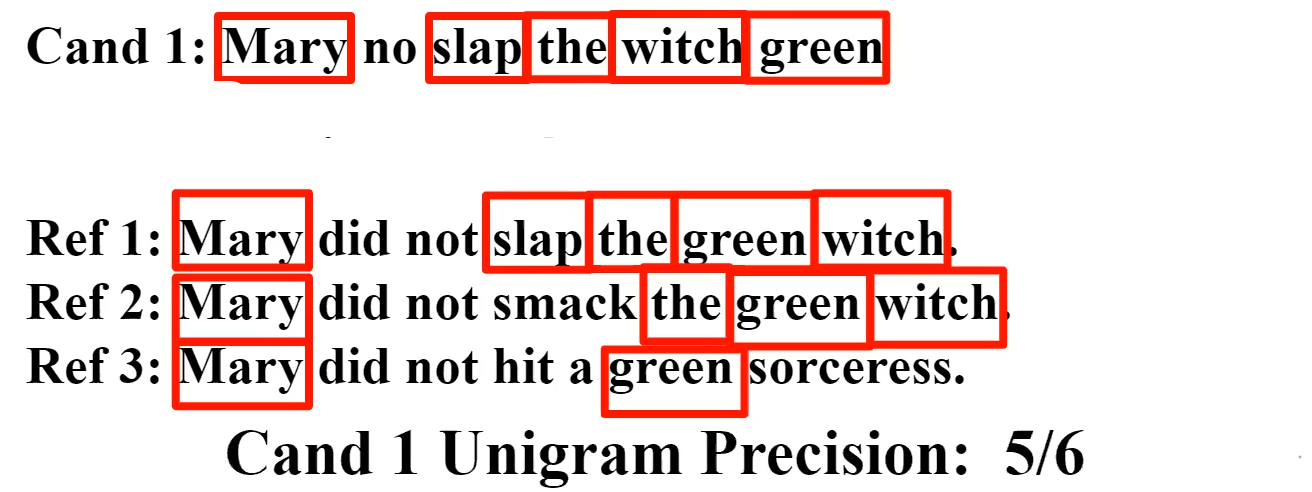 Cand 1: Mary no slap the witch green
Ref 1: Mary did not slap the green witch.
Ref 2: Mary did not smack the green witch.
Ref 3: Mary did not hit a green sorceress.
Cand 1 Unigram Precision: 5/6